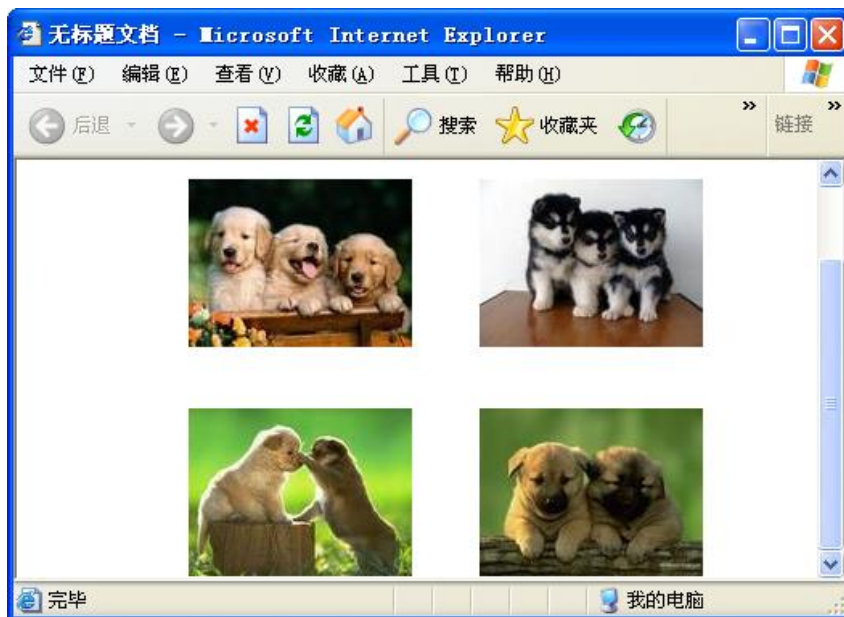 无标题文档 - Microsoft Internet Explorer
文件(F) 编辑(E) 查看(V) 收藏(A) 工具(T) 帮助(H)
后退 搜索 收藏夹 » 链接 »
完毕 我的电脑